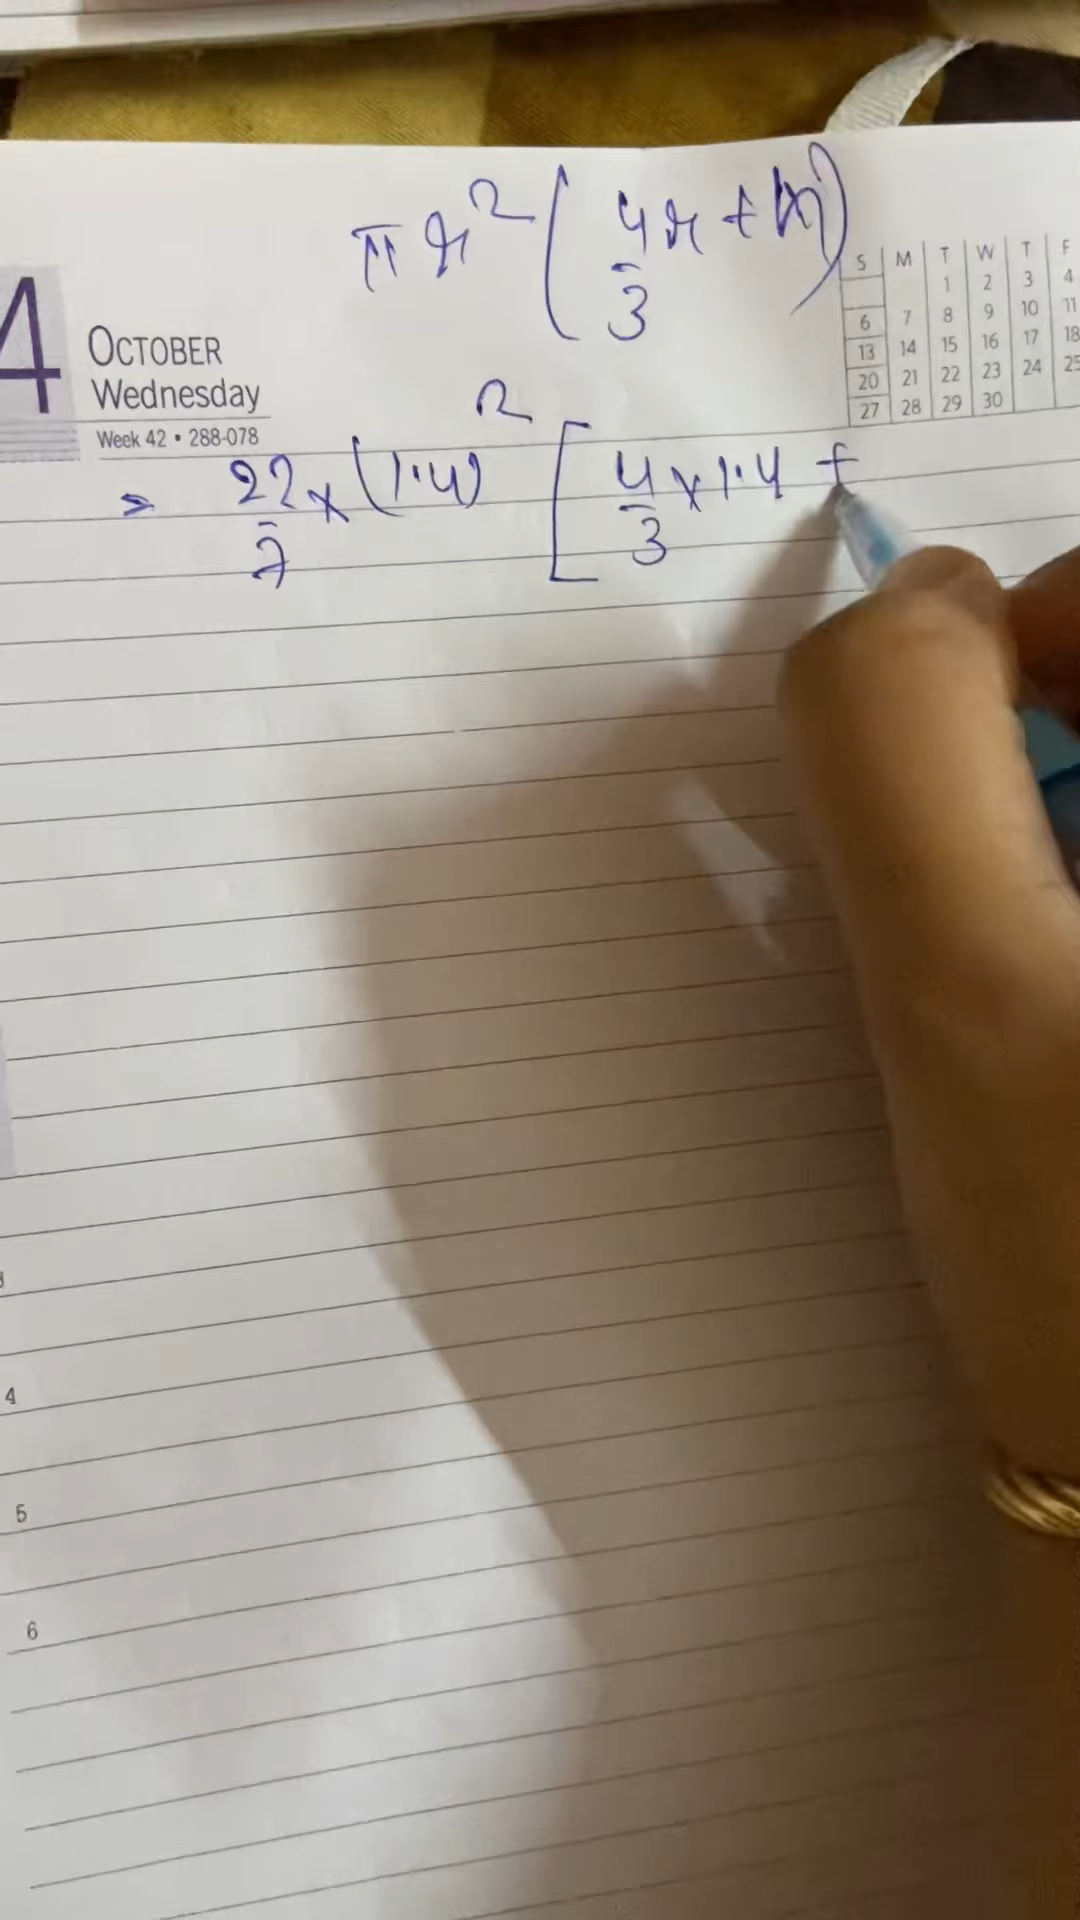 πr²(4/3 r + h)
4
OCTOBER
Wednesday
Week 42 • 288-078
S M T W T F
1 2 3 4
6 7 8 9 10 11
13 14 15 16 17 18
20 21 22 23 24 25
27 28 29 30
⇒ 22/7 × (1.4)² [4/3 × 1.4 +
4
5
6